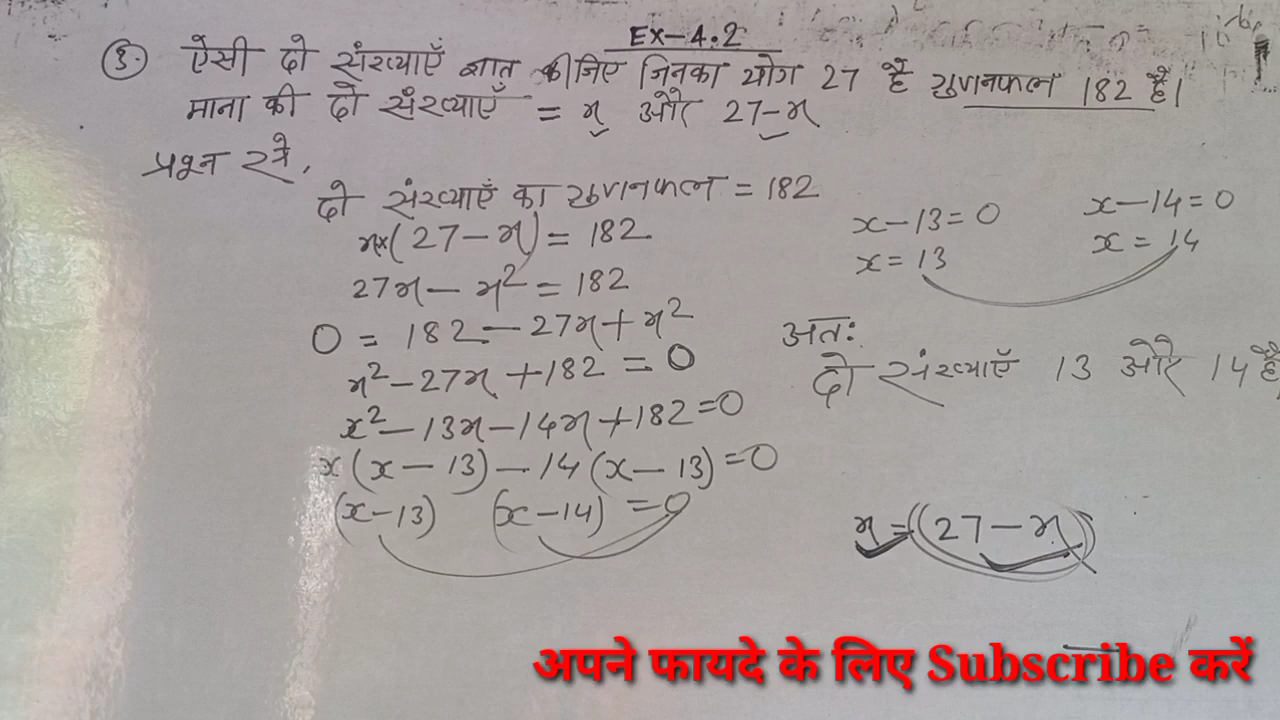 EX-4.2
3. ऐसी दो संख्याएँ ज्ञात कीजिए जिनका योग 27 है गुणनफल 182 है।
माना की दो संख्याएँ = x और 27-x
प्रश्न से,
दो संख्याएँ का गुणनफल = 182
x×(27-x) = 182
27x - x² = 182
0 = 182 - 27x + x²
x² - 27x + 182 = 0
x² - 13x - 14x + 182 = 0
x(x - 13) - 14(x - 13) = 0
(x - 13) (x - 14) = 0
x - 13 = 0
x = 13
x - 14 = 0
x = 14
अतः
दो संख्याएँ 13 और 14 है
x = (27 - x)
अपने फायदे के लिए Subscribe करें